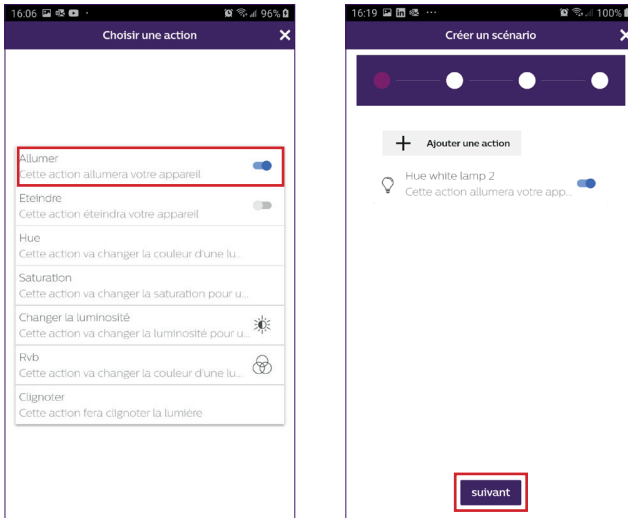 16:06 96%
Choisir une action
Allumer
Cette action allumera votre appareil
Eteindre
Cette action éteindra votre appareil
Hue
Cette action va changer la couleur d'une lu...
Saturation
Cette action va changer la saturation pour u...
Changer la luminosité
Cette action va changer la luminosité pour u...
Rvb
Cette action va changer la couleur d'une lu...
Clignoter
Cette action fera clignoter la lumière
16:19 100%
Créer un scénario
Ajouter une action
Hue white lamp 2
Cette action allumera votre app...
suivant